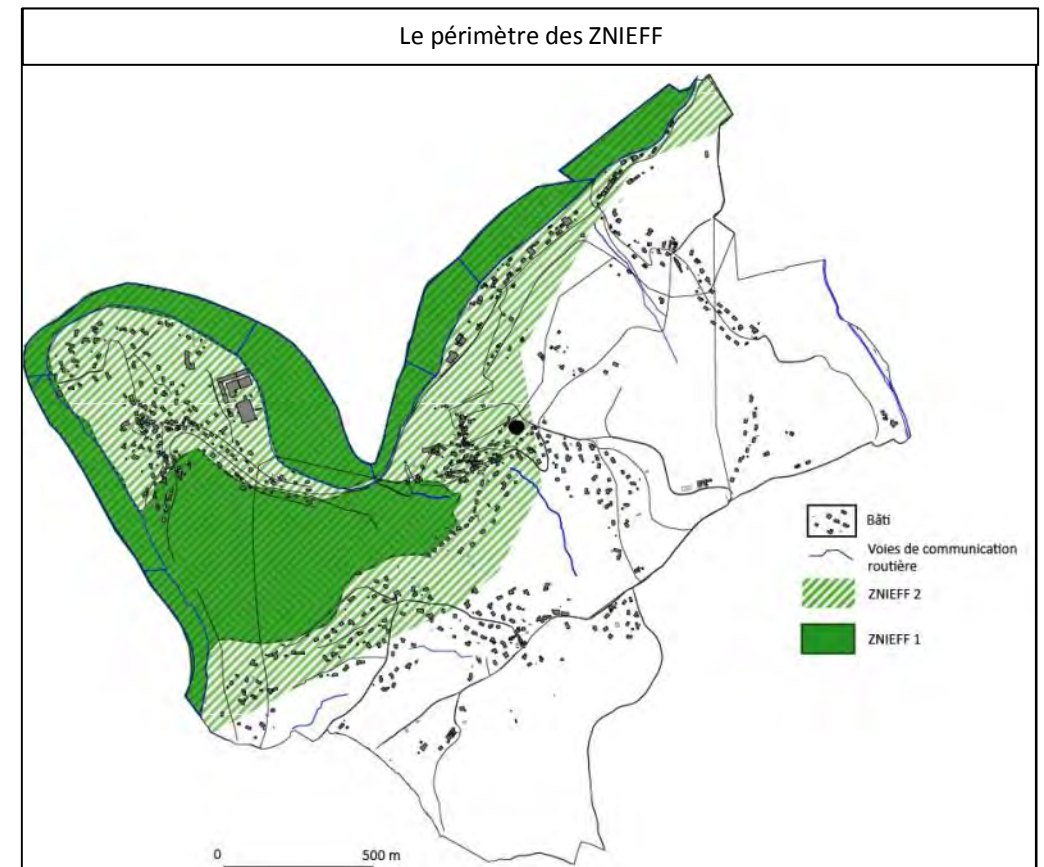 Le périmètre des ZNIEFF
Bâti
Voies de communication
routière
ZNIEFF 2
ZNIEFF 1
0 500 m